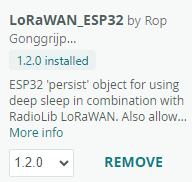 LoRaWAN_ESP32 by Rop
Gonggrijp...
1.2.0 installed
ESP32 'persist' object for using
deep sleep in combination with
RadioLib LoRaWAN. Also allow...
More info
1.2.0
REMOVE